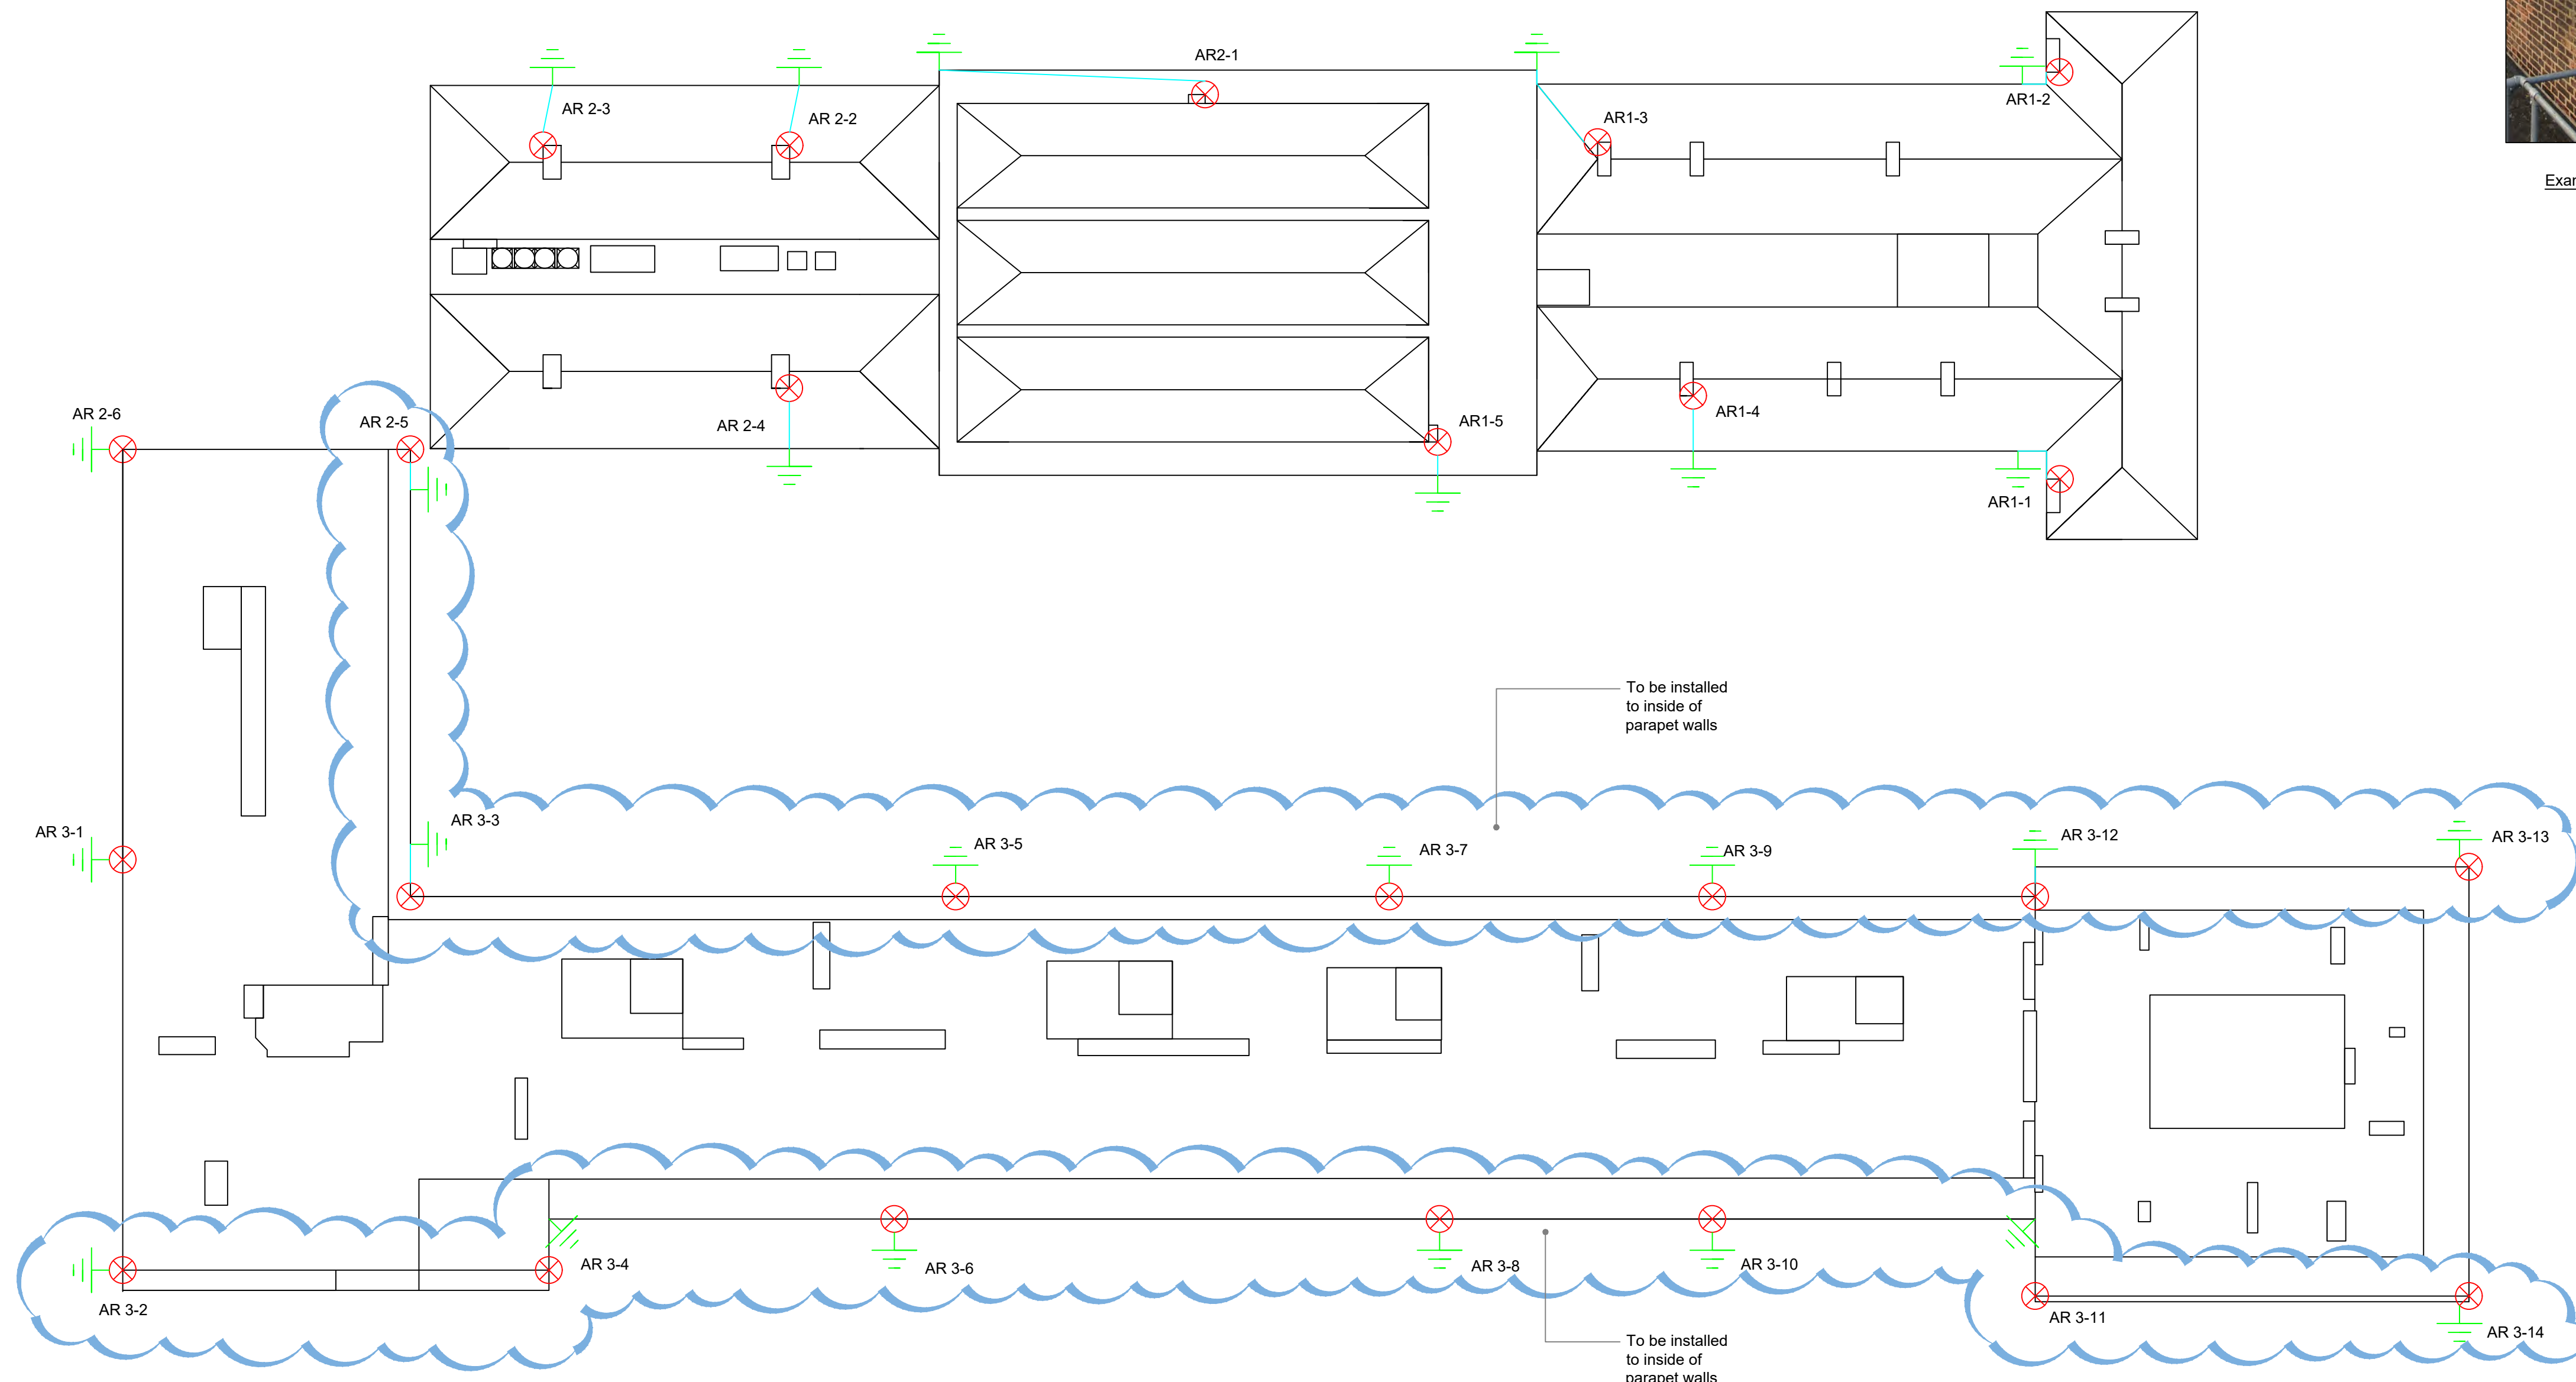 AR2-1
AR 2-3
AR 2-2
AR1-3
AR1-2
AR 2-6
AR 2-5
AR 2-4
AR1-5
AR1-4
AR1-1
To be installed
to inside of
parapet walls
AR 3-1
AR 3-3
AR 3-5
AR 3-7
AR 3-9
AR 3-12
AR 3-13
AR 3-2
AR 3-4
AR 3-6
AR 3-8
AR 3-10
AR 3-11
AR 3-14
To be installed
to inside of
parapet walls